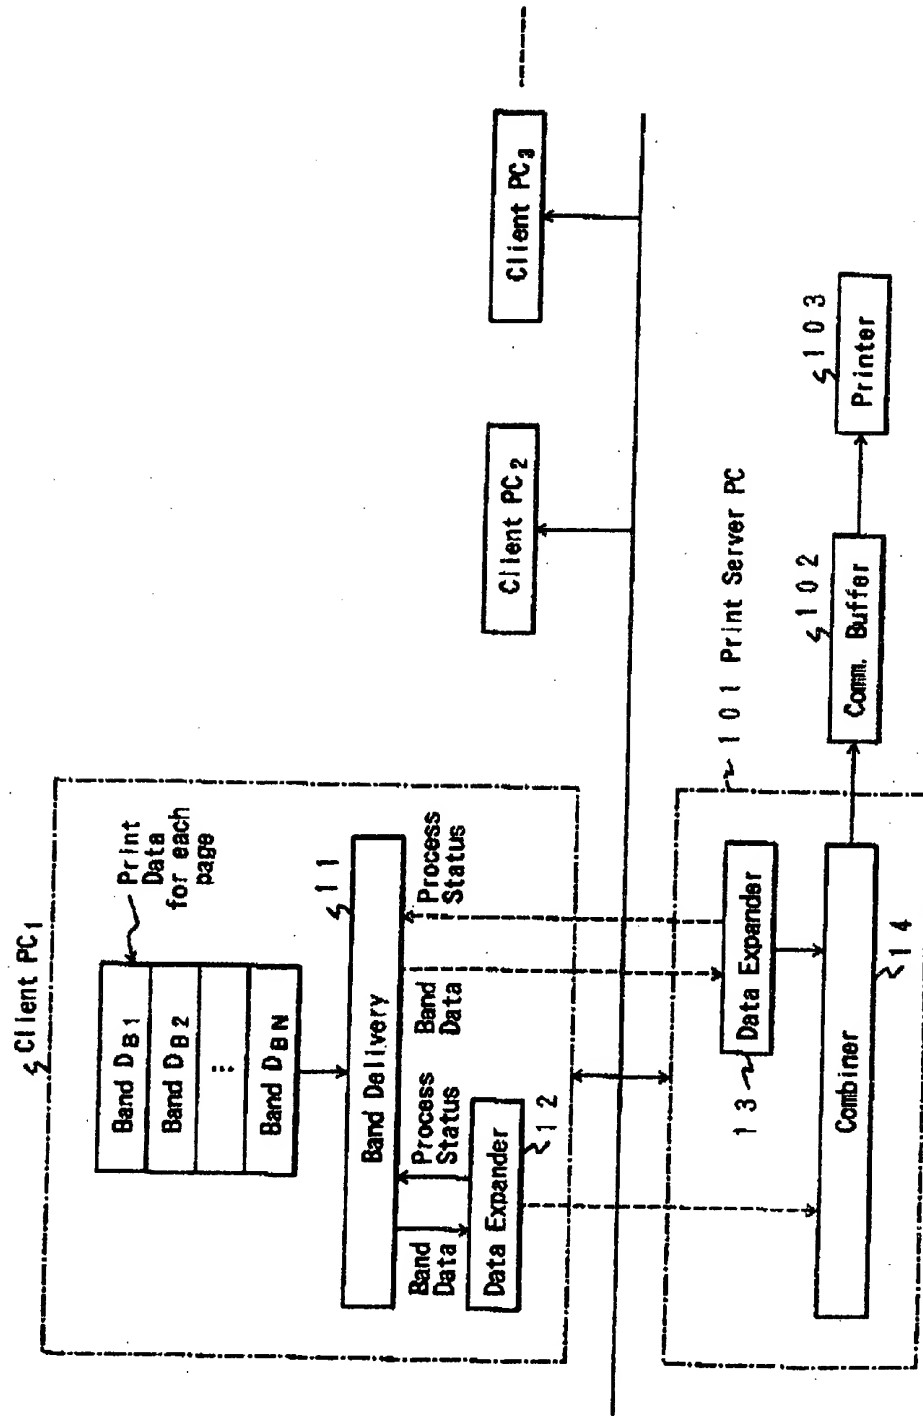 Client PC1
Band DB1
Band DB2
...
Band DBN
Print
Data
for each
page
11
Band Delivery
Band
Data
Process
Status
Band
Data
Process
Status
Data Expander
12
Client PC2
Client PC3
101 Print Server PC
13
Data Expander
Combiner
14
102
Comm. Buffer
103
Printer